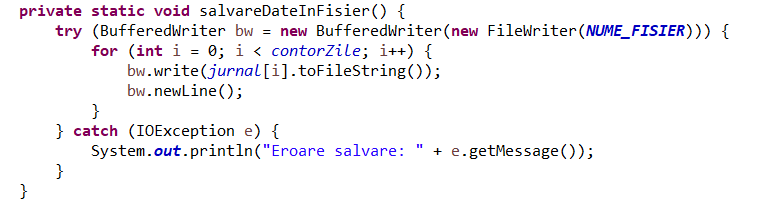 private static void salvareDateInFisier() {
    try (BufferedWriter bw = new BufferedWriter(new FileWriter(NUME_FISIER))) {
        for (int i = 0; i < contorZile; i++) {
            bw.write(jurnal[i].toFileString());
            bw.newLine();
        }
    } catch (IOException e) {
        System.out.println("Eroare salvare: " + e.getMessage());
    }
}